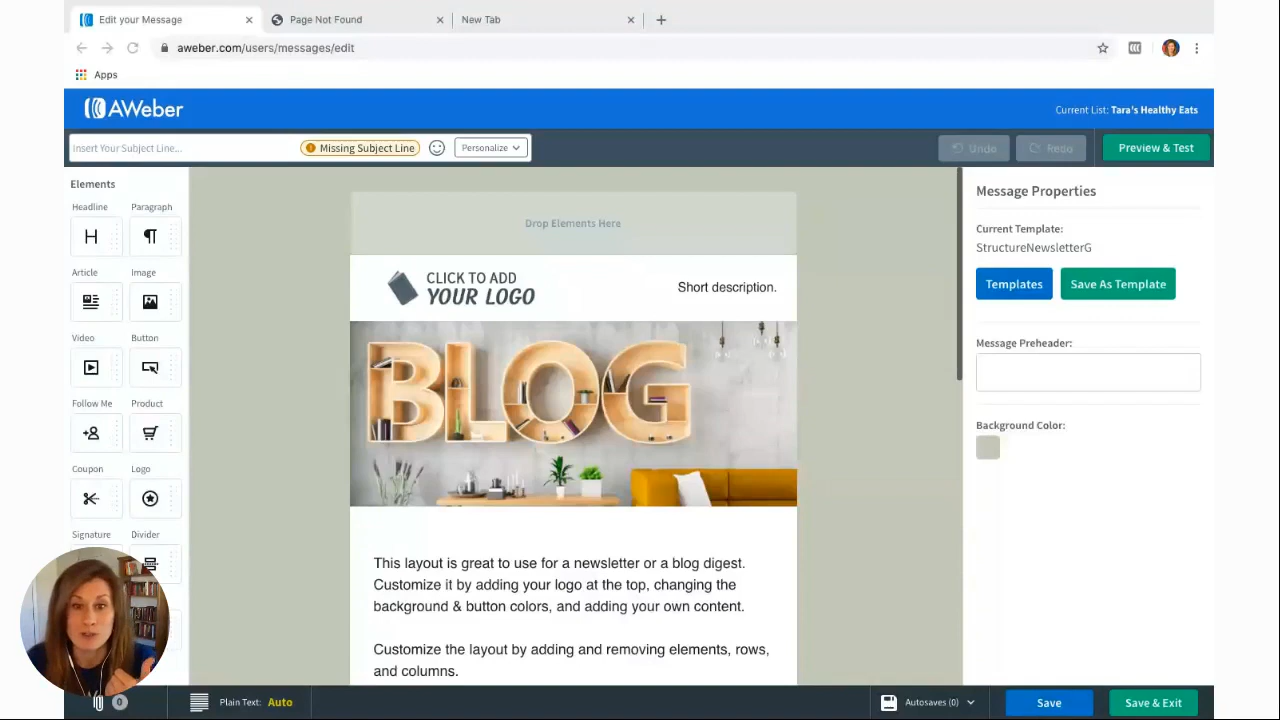 Edit your Message
Page Not Found
New Tab
aweber.com/users/messages/edit
Apps
AWeber
Current List: Tara's Healthy Eats
Insert Your Subject Line...
Missing Subject Line
Personalize
Undo
Redo
Preview & Test
Elements
Headline
Paragraph
Article
Image
Video
Button
Follow Me
Product
Coupon
Logo
Signature
Divider
Drop Elements Here
CLICK TO ADD
YOUR LOGO
Short description.
BLOG
This layout is great to use for a newsletter or a blog digest.
Customize it by adding your logo at the top, changing the
background & button colors, and adding your own content.
Customize the layout by adding and removing elements, rows,
and columns.
Message Properties
Current Template:
StructureNewsletterG
Templates
Save As Template
Message Preheader:
Background Color:
0
Plain Text: Auto
Autosaves (0)
Save
Save & Exit